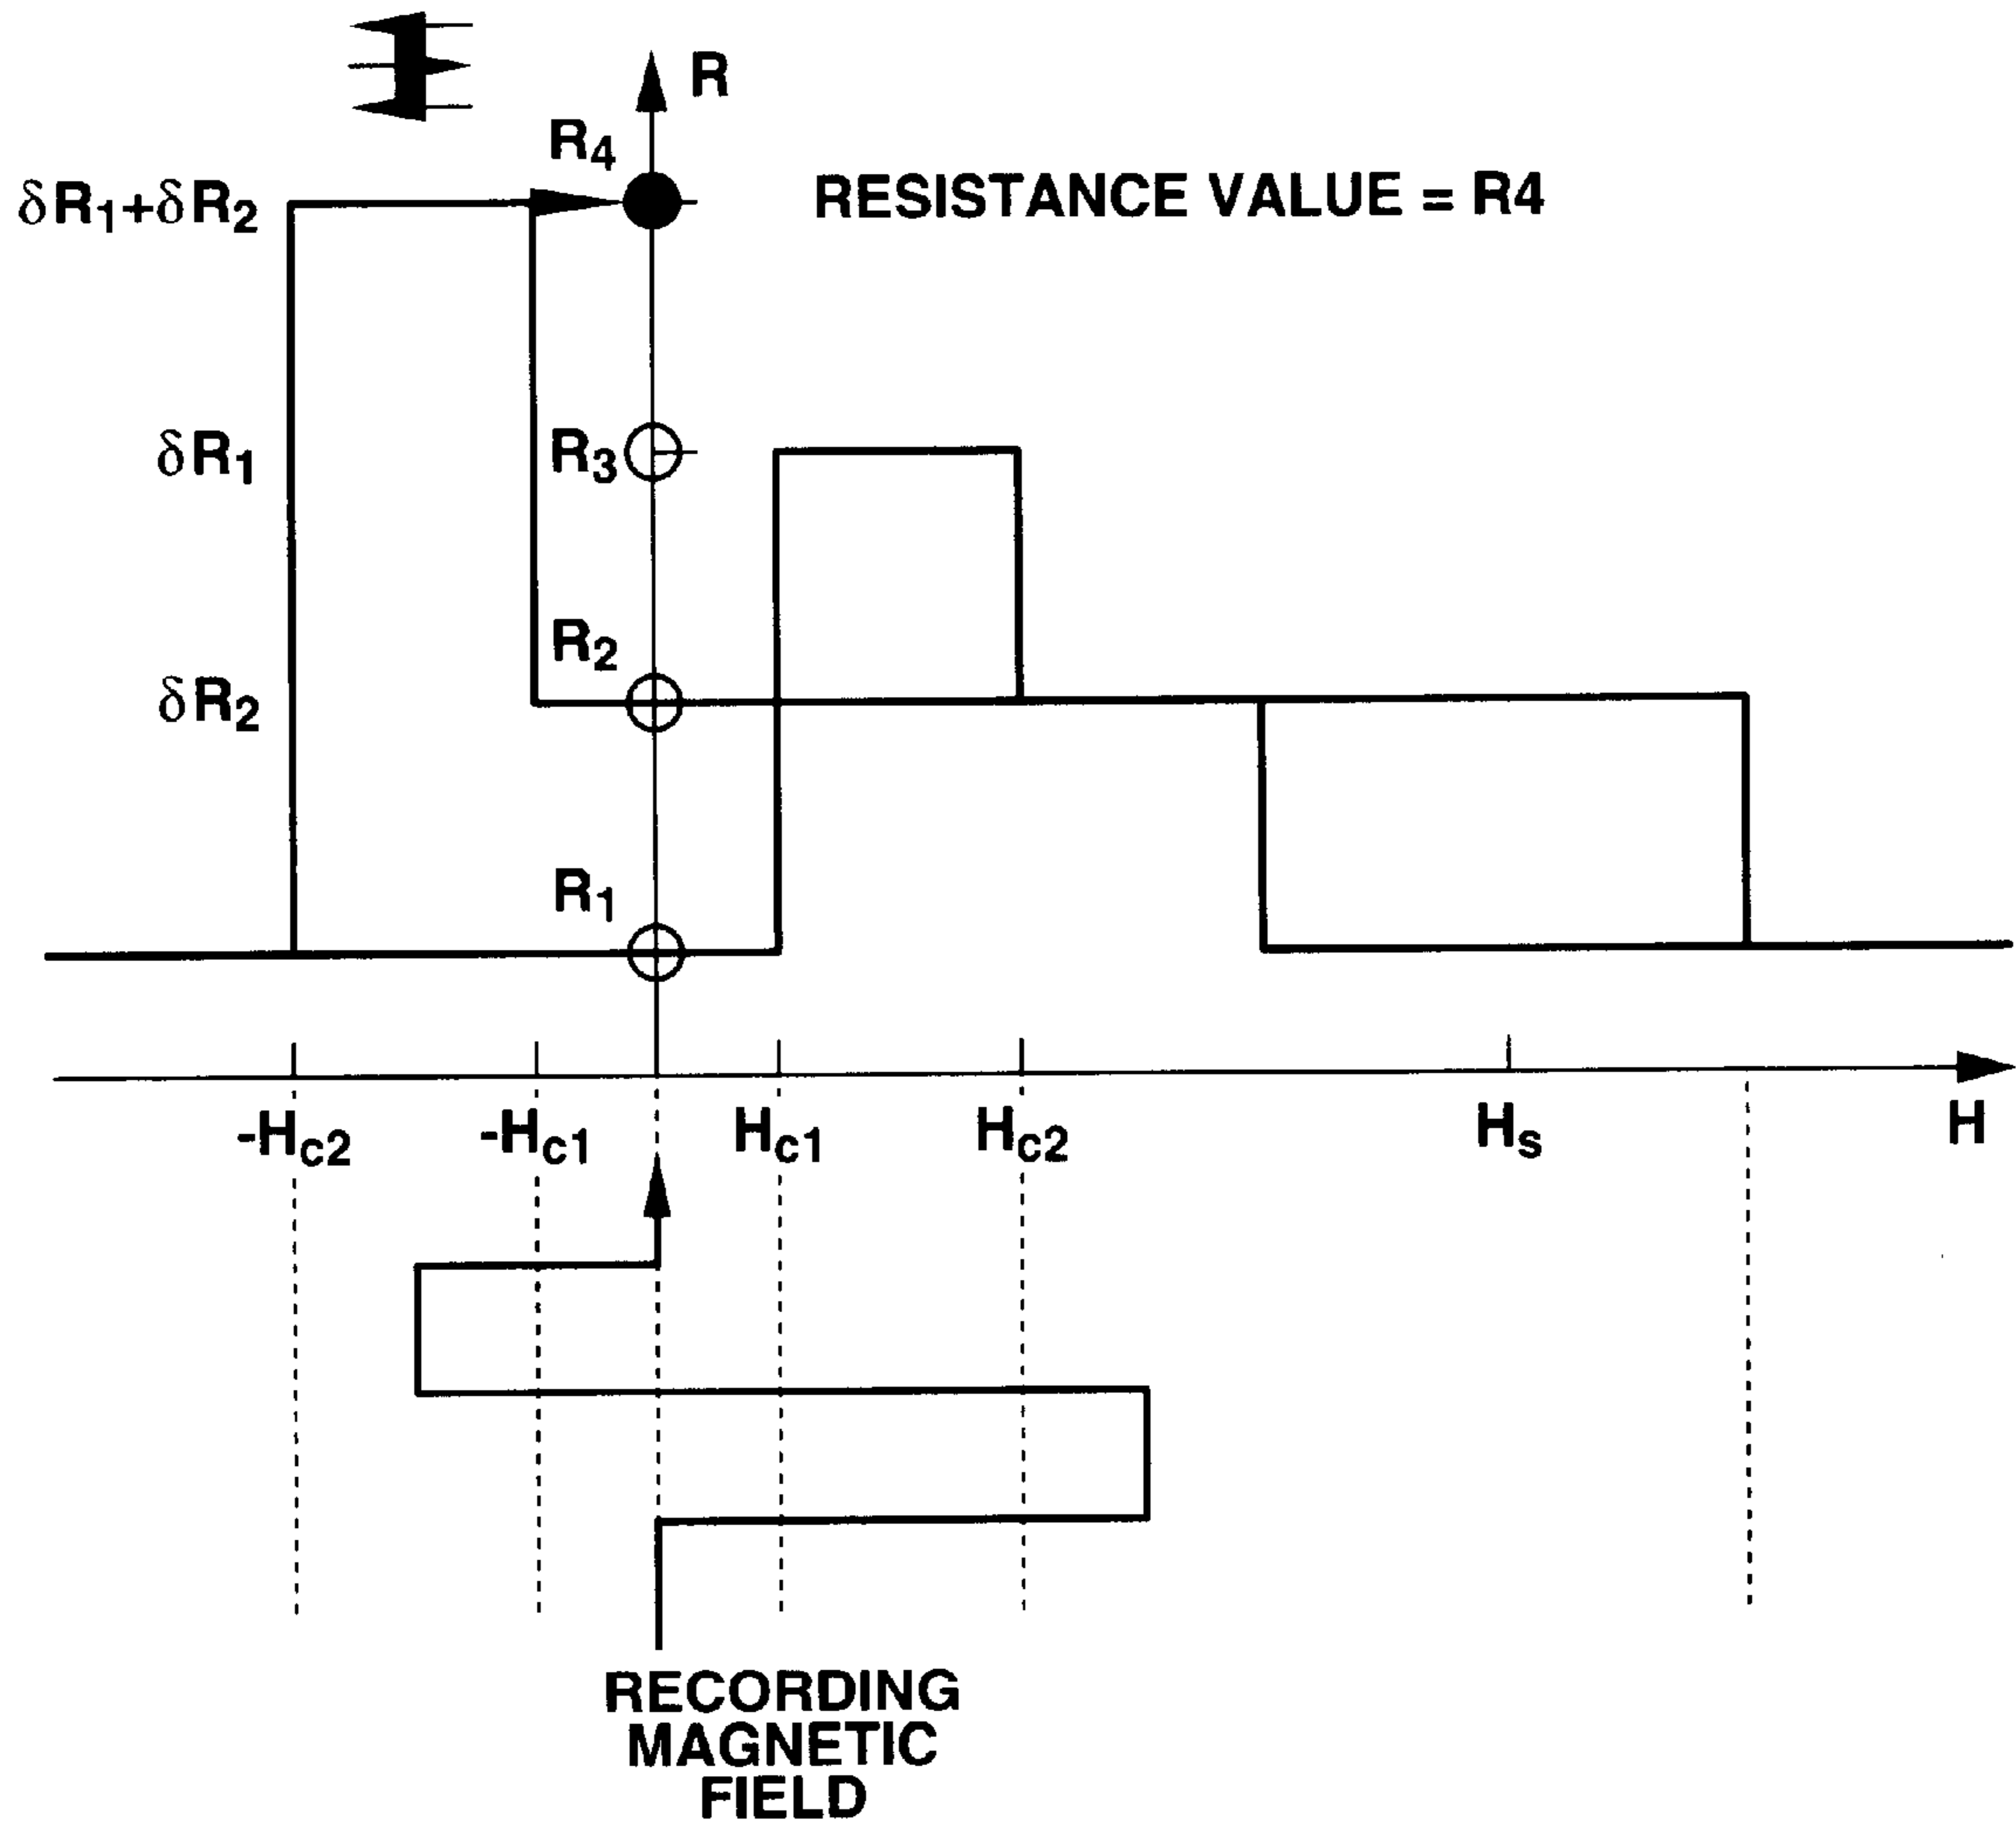 R
R4
δR1+δR2
RESISTANCE VALUE = R4
δR1
R3
R2
δR2
R1
-Hc2
-Hc1
Hc1
Hc2
Hs
H
RECORDING
MAGNETIC
FIELD